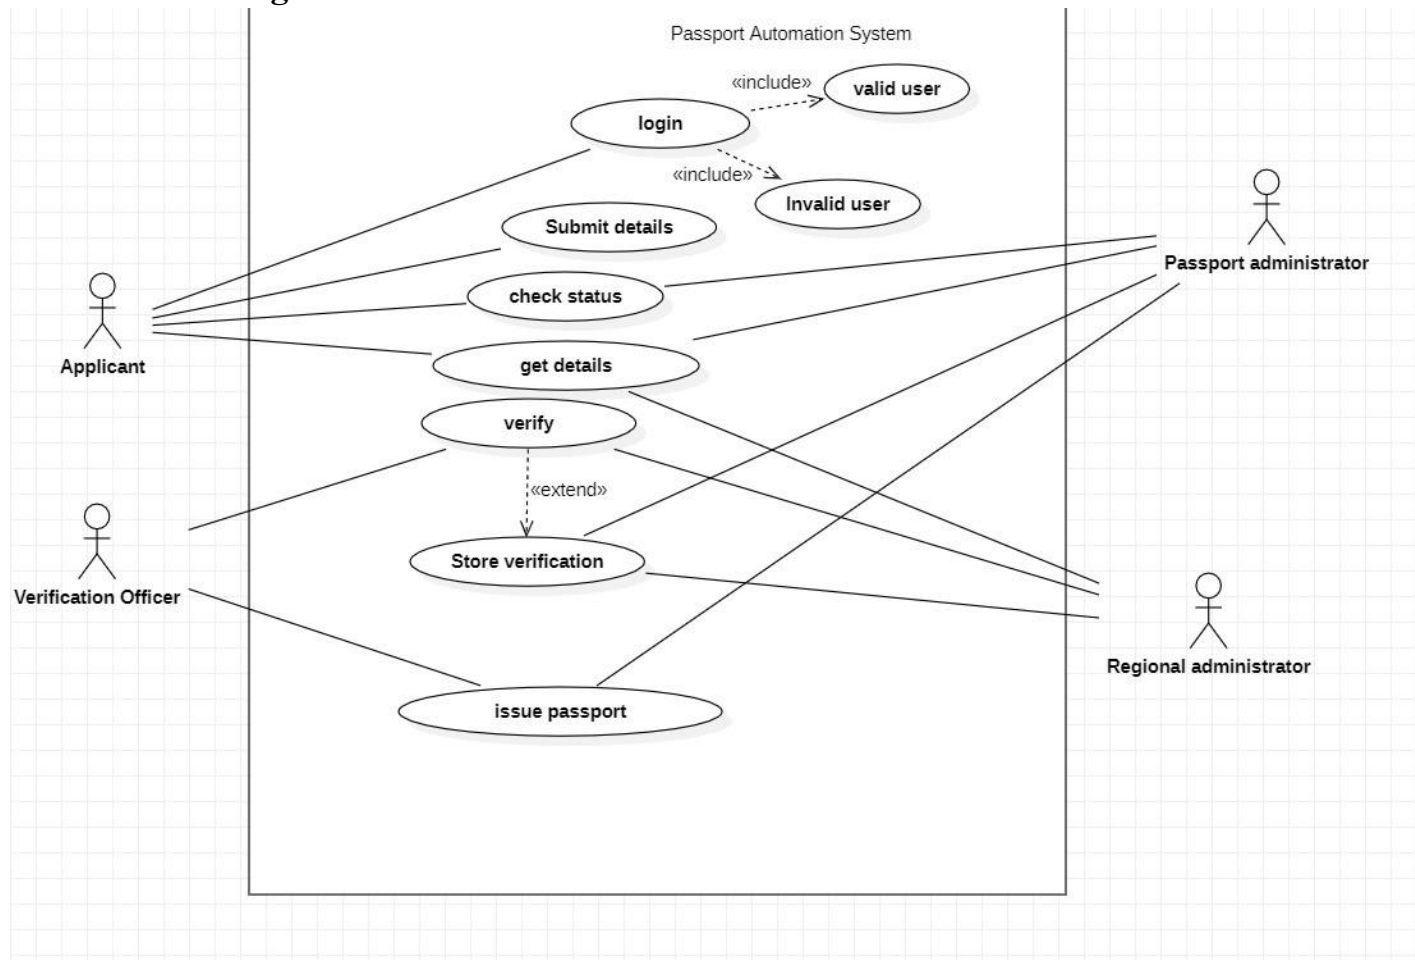 Passport Automation System
«include»
valid user
login
«include»
Invalid user
Submit details
Passport administrator
check status
Applicant
get details
verify
«extend»
Store verification
Verification Officer
Regional administrator
issue passport